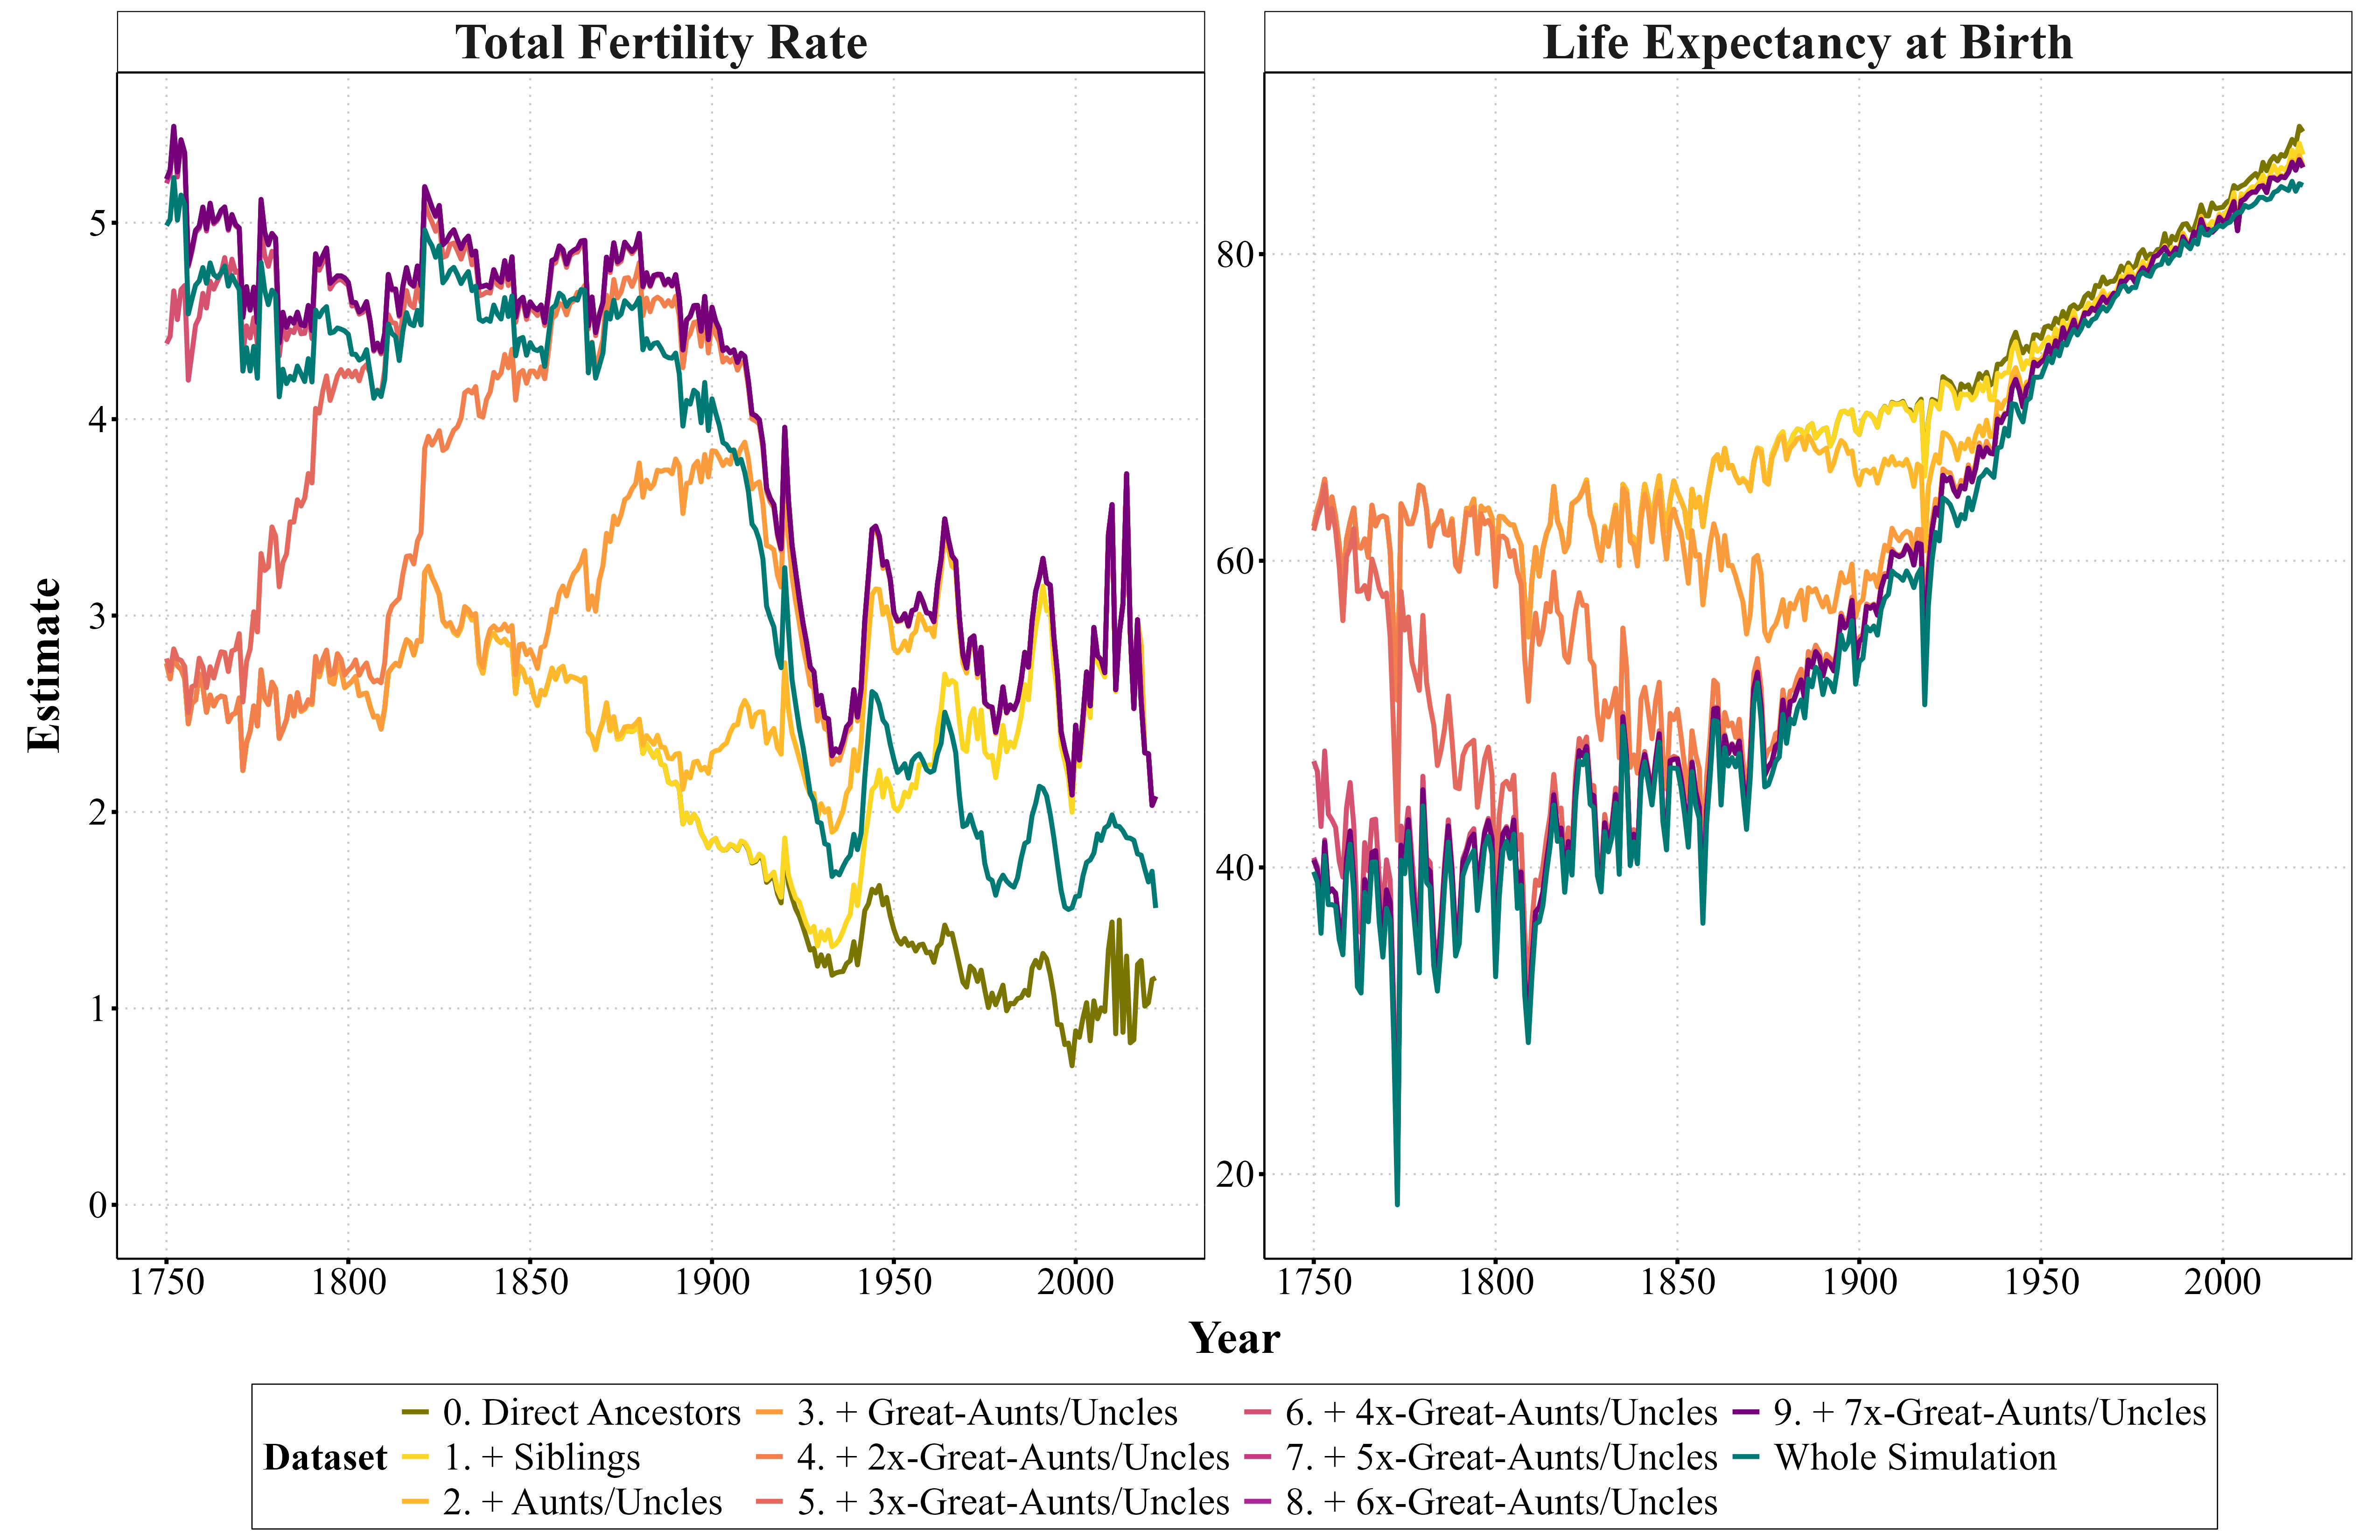 Total Fertility Rate
Life Expectancy at Birth
Estimate
5
4
3
2
1
0
80
60
40
20
1750 1800 1850 1900 1950 2000
1750 1800 1850 1900 1950 2000
Year
Dataset
0. Direct Ancestors
1. + Siblings
2. + Aunts/Uncles
3. + Great-Aunts/Uncles
4. + 2x-Great-Aunts/Uncles
5. + 3x-Great-Aunts/Uncles
6. + 4x-Great-Aunts/Uncles
7. + 5x-Great-Aunts/Uncles
8. + 6x-Great-Aunts/Uncles
9. + 7x-Great-Aunts/Uncles
Whole Simulation